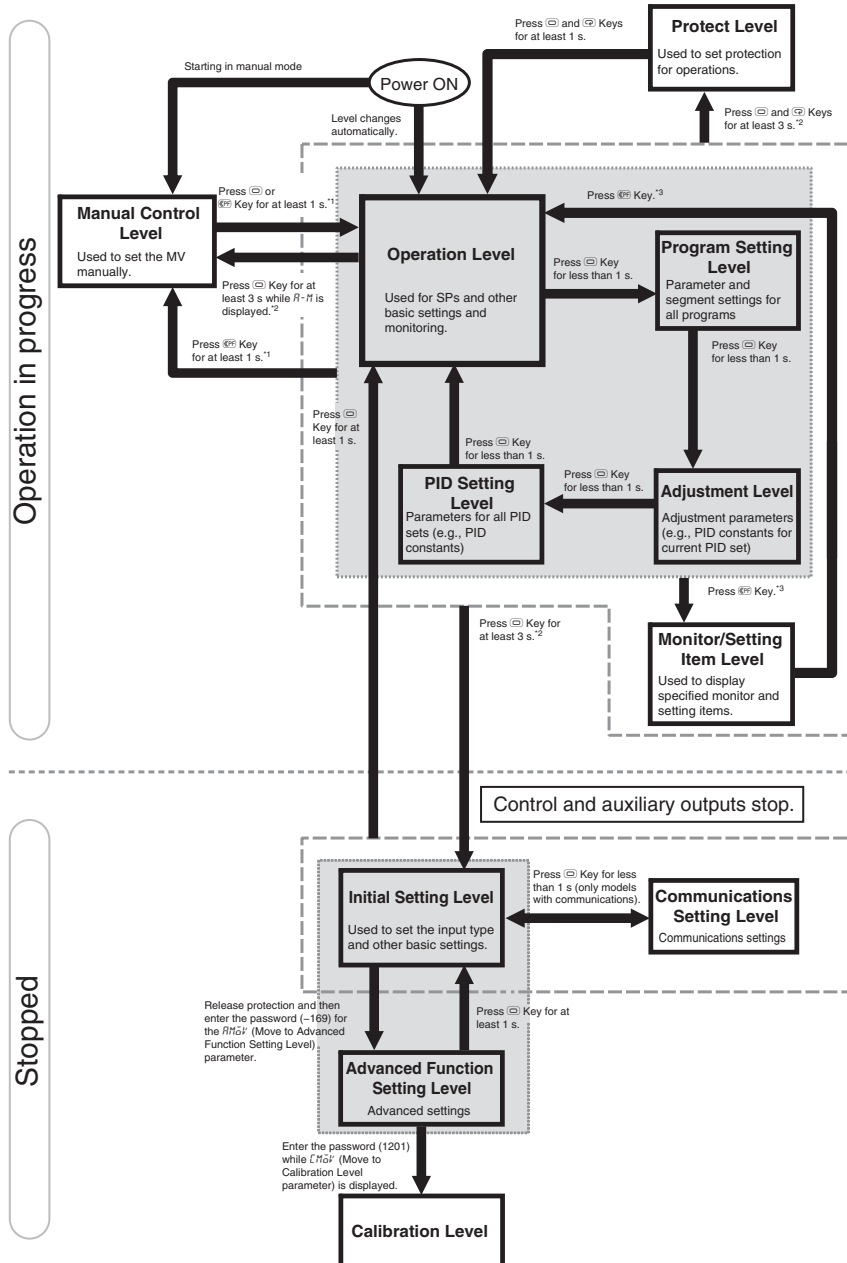 Press and Keys
for at least 1 s.
Protect Level
Used to set protection
for operations.
Starting in manual mode
Power ON
Level changes
automatically.
Press and Keys
for at least 3 s.*2
Operation in progress
Manual Control
Level
Used to set the MV
manually.
Press or
PF Key for at least 1 s.*1
Press Key for at
least 3 s while A-M is
displayed.*2
Press PF Key
for at least 1 s.*1
Operation Level
Used for SPs and other
basic settings and
monitoring.
Press PF Key.*3
Press Key
for less than 1 s.
Program Setting
Level
Parameter and
segment settings for
all programs
Press Key
for less than 1 s.
Press
Key for at
least 1 s.
Press Key
for less than 1 s.
PID Setting
Level
Parameters for all PID
sets (e.g., PID
constants)
Press Key
for less than 1 s.
Adjustment Level
Adjustment parameters
(e.g., PID constants for
current PID set)
Press PF Key.*3
Press Key for
at least 3 s.*2
Monitor/Setting
Item Level
Used to display
specified monitor and
setting items.
Control and auxiliary outputs stop.
Stopped
Initial Setting Level
Used to set the input type
and other basic settings.
Press Key for less
than 1 s (only models
with communications).
Communications
Setting Level
Communications settings
Release protection and then
enter the password (−169) for
the AMOV (Move to Advanced
Function Setting Level)
parameter.
Press Key for at
least 1 s.
Advanced Function
Setting Level
Advanced settings
Enter the password (1201)
while CMOV (Move to
Calibration Level
parameter) is displayed.
Calibration Level